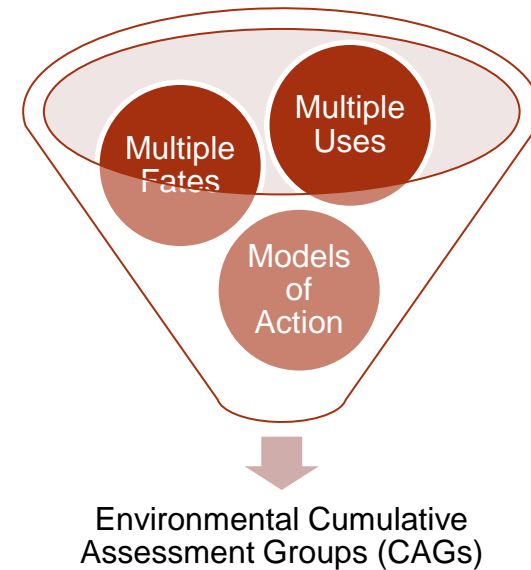 Multiple
Uses
Multiple
Fates
Models
of
Action
Environmental Cumulative
Assessment Groups (CAGs)